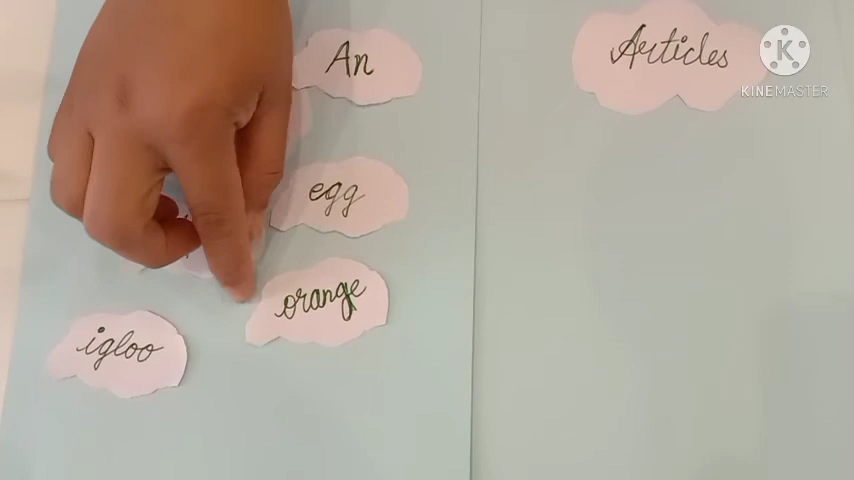 An
Articles
egg
orange
igloo
KINEMASTER